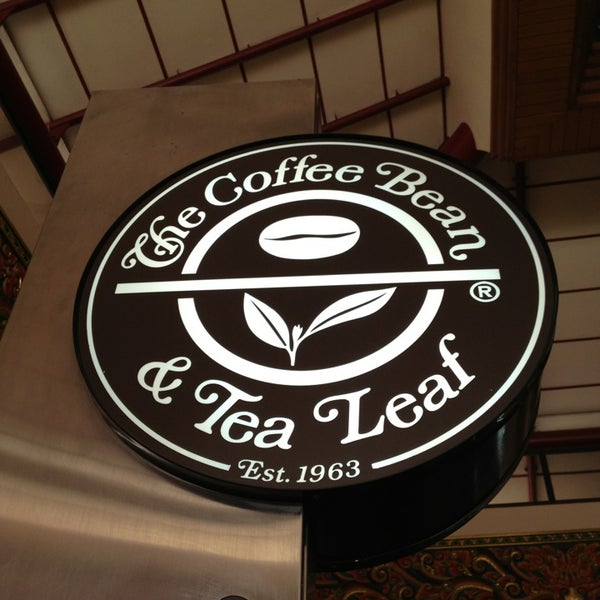 The Coffee Bean
®
& Tea Leaf
Est. 1963